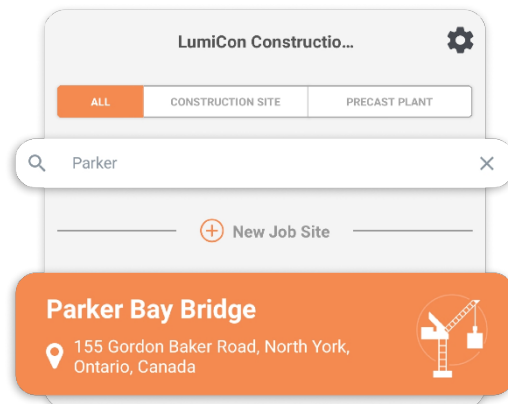 LumiCon Constructio...
ALL CONSTRUCTION SITE PRECAST PLANT
Parker
New Job Site
Parker Bay Bridge
155 Gordon Baker Road, North York,
Ontario, Canada